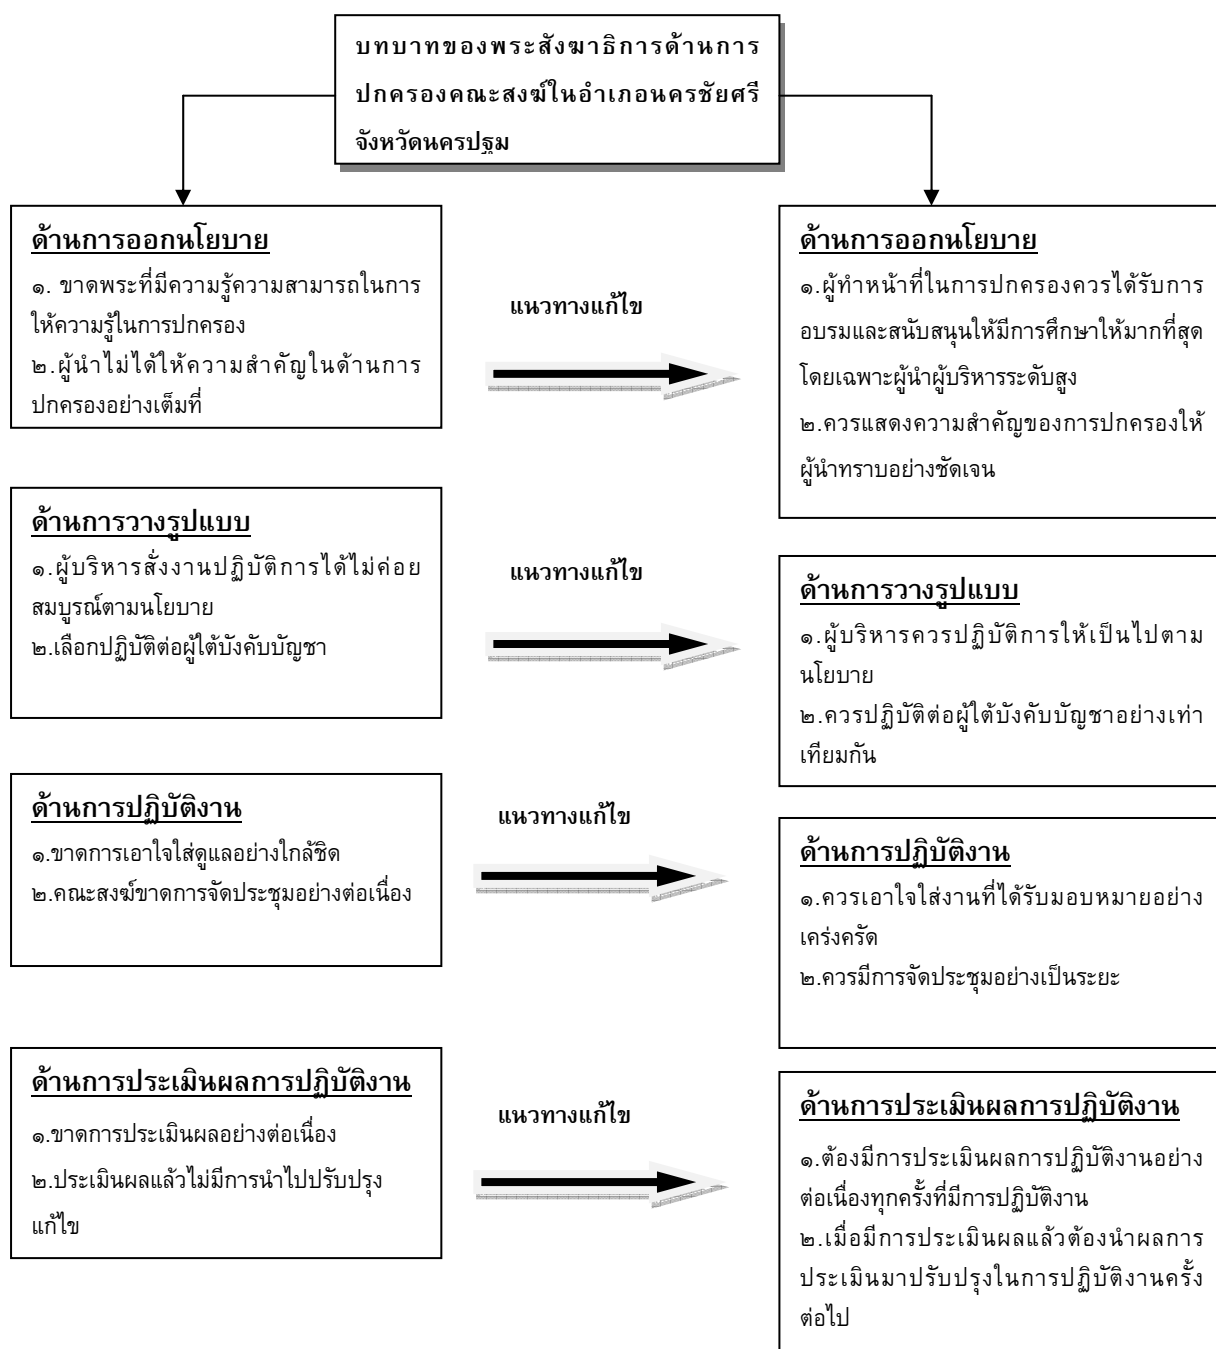 บทบาทของพระสังฆาธิการด้านการ
ปกครองคณะสงฆ์ในอำเภอนครชัยศรี
จังหวัดนครปฐม
ด้านการออกนโยบาย
๑. ขาดพระที่มีความรู้ความสามารถในการ
ให้ความรู้ในการปกครอง
๒.ผู้นำไม่ได้ให้ความสำคัญในด้านการ
ปกครองอย่างเต็มที่
แนวทางแก้ไข
ด้านการออกนโยบาย
๑.ผู้ทำหน้าที่ในการปกครองควรได้รับการ
อบรมและสนับสนุนให้มีการศึกษาให้มากที่สุด
โดยเฉพาะผู้นำผู้บริหารระดับสูง
๒.ควรแสดงความสำคัญของการปกครองให้
ผู้นำทราบอย่างชัดเจน
ด้านการวางรูปแบบ
๑.ผู้บริหารสั่งงานปฏิบัติการได้ไม่ค่อย
สมบูรณ์ตามนโยบาย
๒.เลือกปฏิบัติต่อผู้ใต้บังคับบัญชา
แนวทางแก้ไข
ด้านการวางรูปแบบ
๑.ผู้บริหารควรปฏิบัติการให้เป็นไปตาม
นโยบาย
๒.ควรปฏิบัติต่อผู้ใต้บังคับบัญชาอย่างเท่า
เทียมกัน
ด้านการปฏิบัติงาน
๑.ขาดการเอาใจใส่ดูแลอย่างใกล้ชิด
๒.คณะสงฆ์ขาดการจัดประชุมอย่างต่อเนื่อง
แนวทางแก้ไข
ด้านการปฏิบัติงาน
๑.ควรเอาใจใส่งานที่ได้รับมอบหมายอย่าง
เคร่งครัด
๒.ควรมีการจัดประชุมอย่างเป็นระยะ
ด้านการประเมินผลการปฏิบัติงาน
๑.ขาดการประเมินผลอย่างต่อเนื่อง
๒.ประเมินผลแล้วไม่มีการนำไปปรับปรุง
แก้ไข
แนวทางแก้ไข
ด้านการประเมินผลการปฏิบัติงาน
๑.ต้องมีการประเมินผลการปฏิบัติงานอย่าง
ต่อเนื่องทุกครั้งที่มีการปฏิบัติงาน
๒.เมื่อมีการประเมินผลแล้วต้องนำผลการ
ประเมินมาปรับปรุงในการปฏิบัติงานครั้ง
ต่อไป